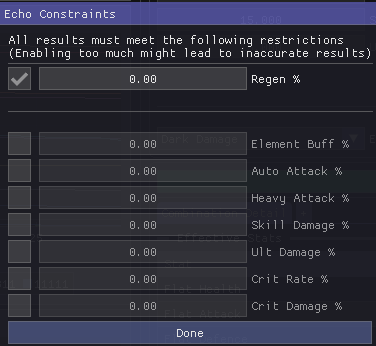 Echo Constraints
All results must meet the following restrictions
(Enabling too much might lead to inaccurate results)
0.00 Regen %
0.00 Element Buff %
0.00 Auto Attack %
0.00 Heavy Attack %
0.00 Skill Damage %
0.00 Ult Damage %
0.00 Crit Rate %
0.00 Crit Damage %
Done